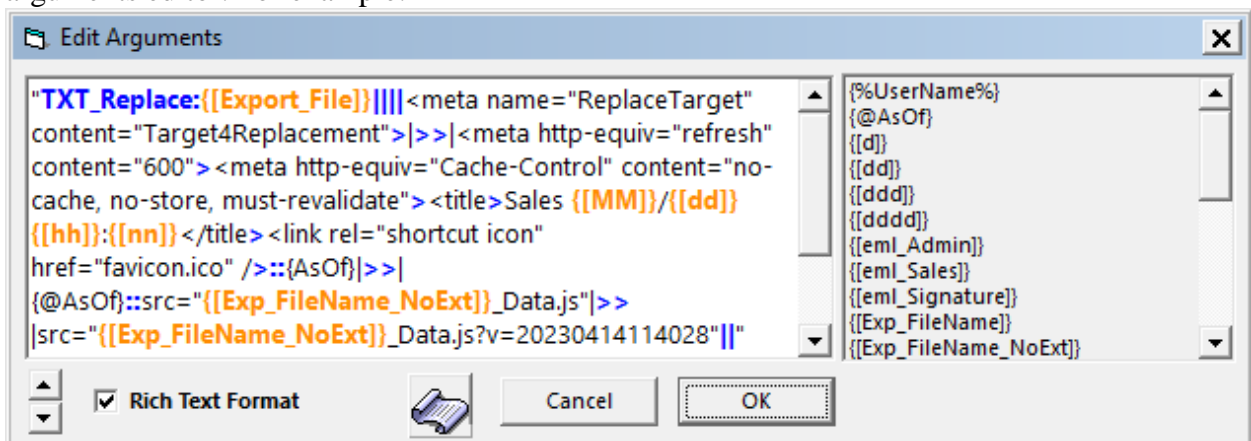 Edit Arguments
"TXT_Replace:{[Export_File]}||||<meta name="ReplaceTarget"
content="Target4Replacement">|>>|<meta http-equiv="refresh"
content="600"><meta http-equiv="Cache-Control" content="no-
cache, no-store, must-revalidate"><title>Sales {[MM]}/{[dd]}
{[hh]}:{[nn]}</title><link rel="shortcut icon"
href="favicon.ico" />::{AsOf}|>>|
{@AsOf}::src="{[Exp_FileName_NoExt]}_Data.js"|>>
|src="{[Exp_FileName_NoExt]}_Data.js?v=20230414114028"||"
{%UserName%}
{@AsOf}
{[d]}
{[dd]}
{[ddd]}
{[dddd]}
{[eml_Admin]}
{[eml_Sales]}
{[eml_Signature]}
{[Exp_FileName]}
{[Exp_FileName_NoExt]}
Rich Text Format
Cancel
OK